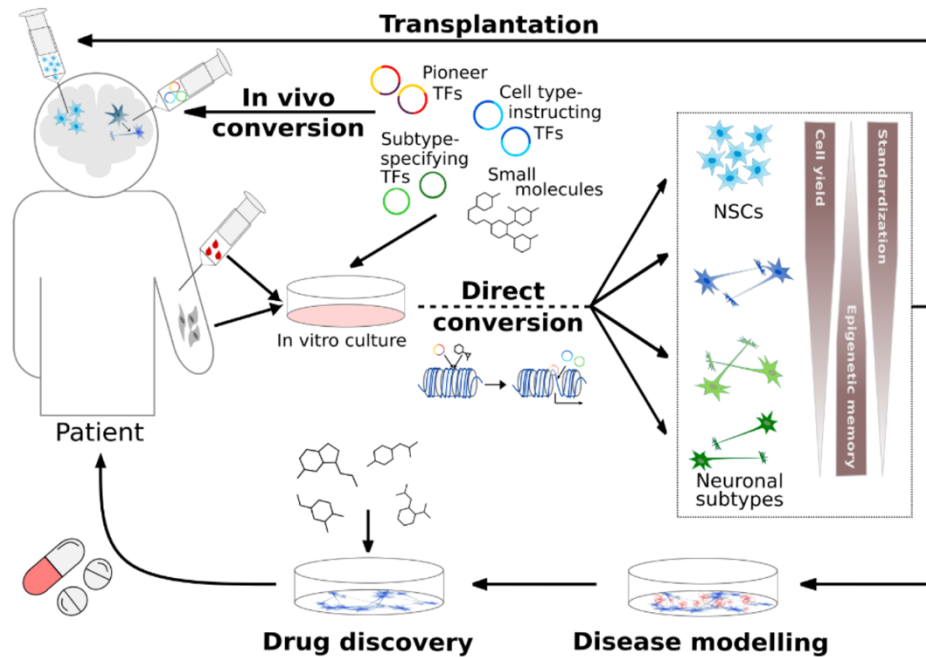 Transplantation
In vivo
conversion
Pioneer
TFs
Cell type-
instructing
TFs
Subtype-
specifying
TFs
Small
molecules
In vitro culture
Direct
conversion
NSCs
Neuronal
subtypes
Cell yield
Epigenetic memory
Standardization
Patient
Drug discovery
Disease modelling